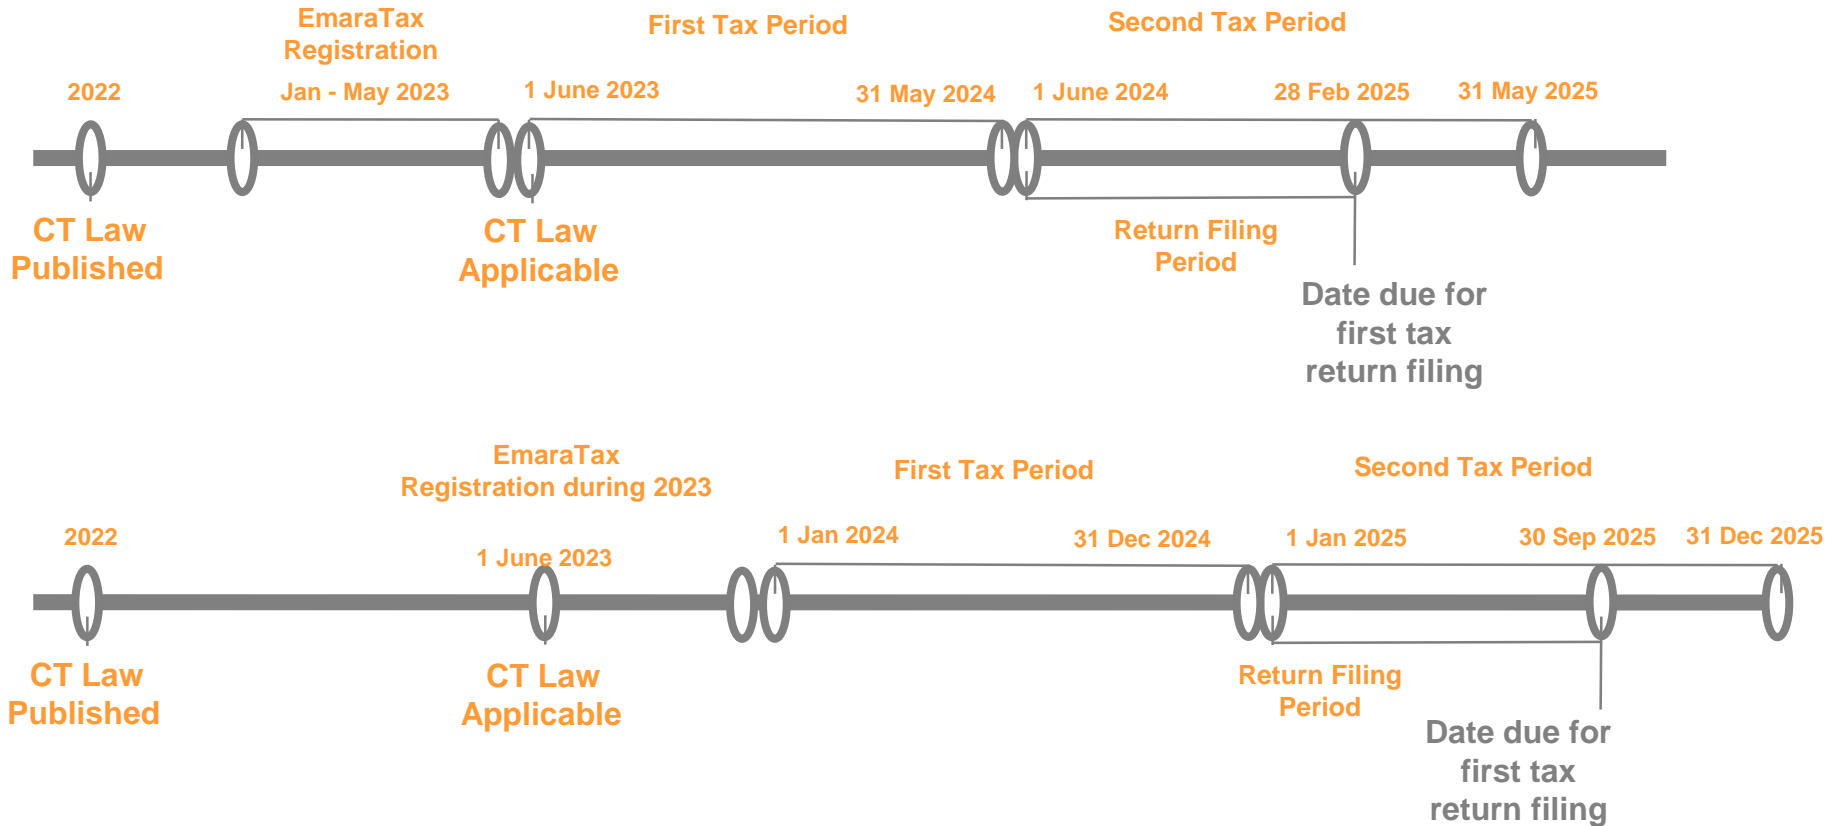 EmaraTax
Registration
First Tax Period
Second Tax Period
2022
Jan - May 2023
1 June 2023
31 May 2024
1 June 2024
28 Feb 2025
31 May 2025
CT Law
Published
CT Law
Applicable
Return Filing
Period
Date due for
first tax
return filing
EmaraTax
Registration during 2023
First Tax Period
Second Tax Period
2022
1 June 2023
1 Jan 2024
31 Dec 2024
1 Jan 2025
30 Sep 2025
31 Dec 2025
CT Law
Published
CT Law
Applicable
Return Filing
Period
Date due for
first tax
return filing